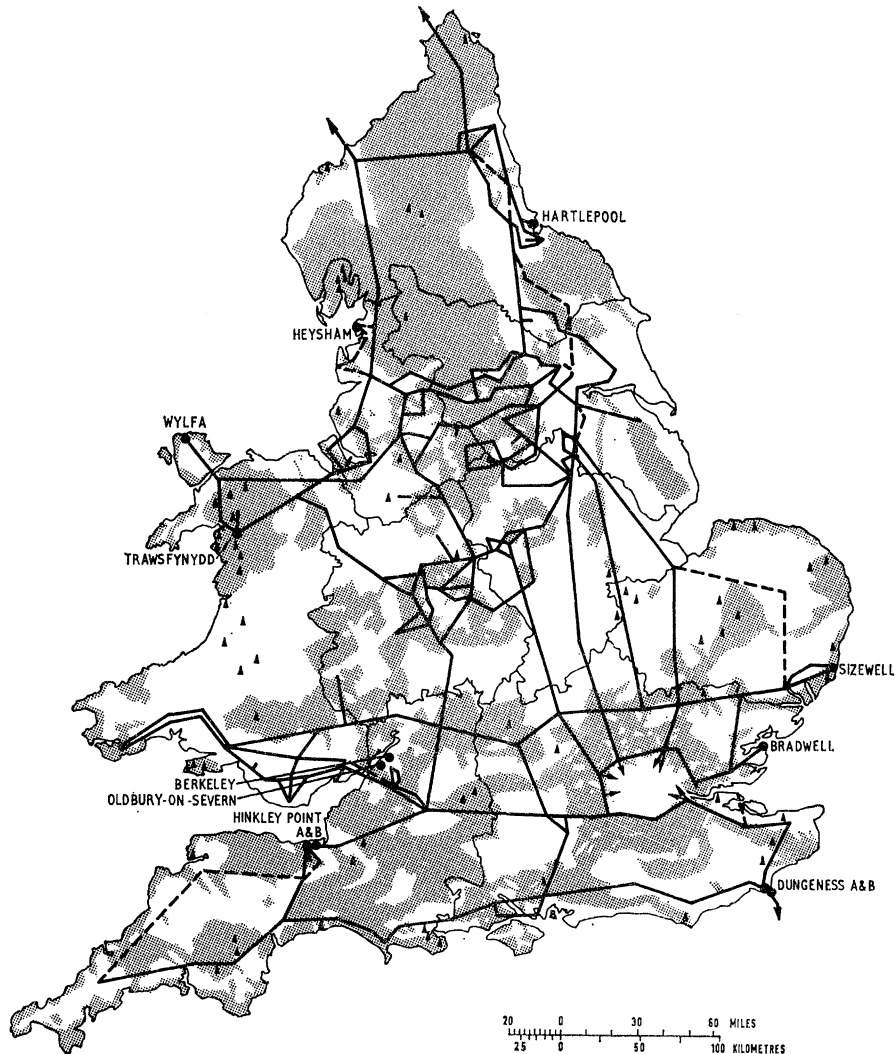 HARTLEPOOL
HEYSHAM
WYLFA
TRAWSFYNYDD
SIZEWELL
BRADWELL
BERKELEY
OLDBURY-ON-SEVERN
HINKLEY POINT
A&B
DUNGENESS A&B
20 0 30 60 MILES
25 0 50 100 KILOMETRES